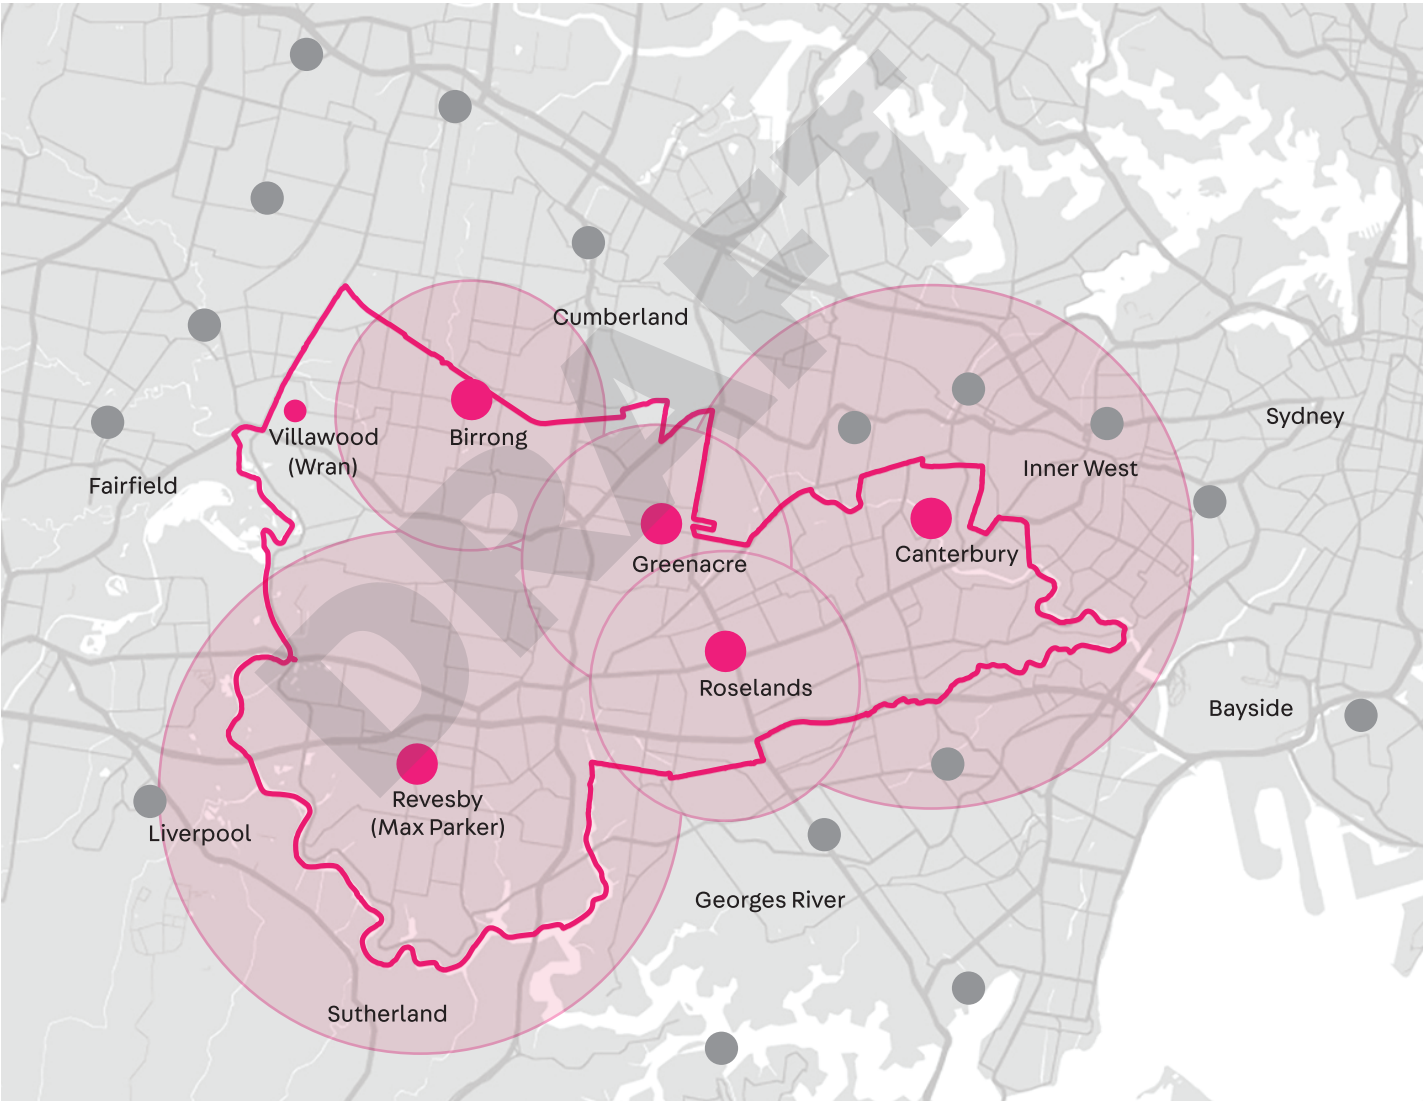 DRAFT
Cumberland
Villawood
(Wran)
Birrong
Sydney
Fairfield
Inner West
Greenacre
Canterbury
Roselands
Bayside
Revesby
(Max Parker)
Liverpool
Georges River
Sutherland